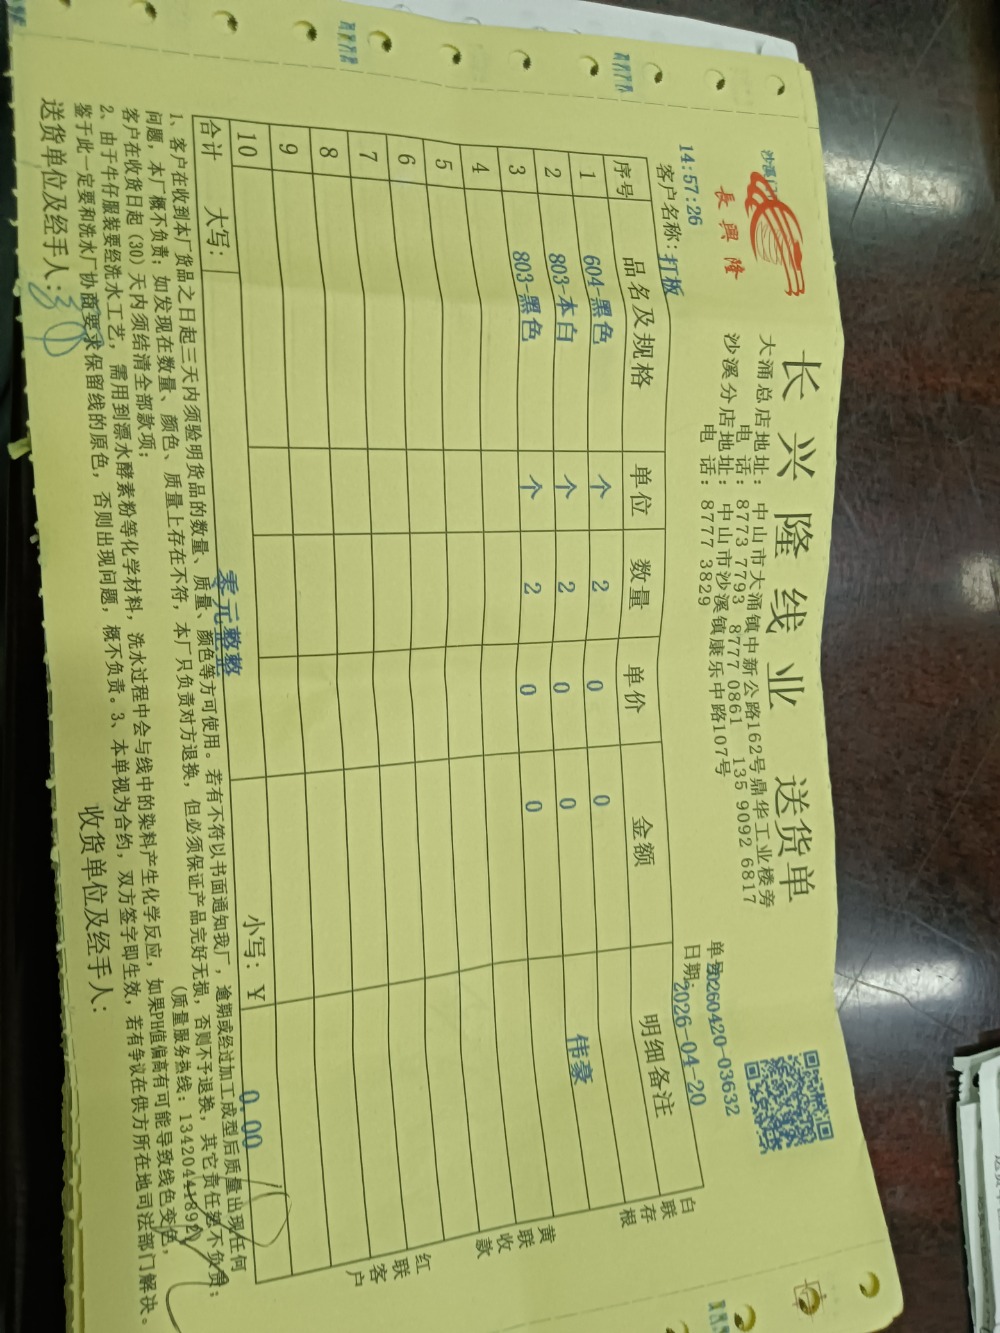 沙溪
長興隆
长兴隆线业 送货单
大涌总店地址：中山市大涌镇中新公路162号鼎华工业楼旁
电 话：8773 7793 8777 0861 135 9092 6817
沙溪分店地址：中山市沙溪镇康乐中路107号
电 话：8777 3829
14:57:26
单号20260420-03632
客户名称：打板
日期：2026-04-20
序号 品名及规格 单位 数量 单价 金额 明细备注
1 604-黑色 个 2 0 0
2 803-本白 个 2 0 0 伟豪
3 803-黑色 个 2 0 0
4
5
6
7
8
9
10
合计 大写： 零元整整 小写：¥ 0.00
白联存根
黄联收款
红联客户
1、客户在收到本厂货品之日起三天内须验明货品的数量、质量、颜色等方可使用。若有不符以书面通知我厂，逾期或经过加工成型后质量出现任何
问题，本厂概不负责；如发现在数量、颜色、质量上存在不符，本厂只负责对方退换，但必须保证产品完好无损，否则不予退换，其它责任恕不负责；
客户在收货日起（30）天内须结清全部款项； （质量服务热线：13420441892）
2、由于牛仔服装要经洗水工艺，需用到漂水酵素粉等化学材料，洗水过程中会与线中的染料产生化学反应，如果PH值偏高有可能导致线色变色，
鉴于此一定要和洗水厂协商要求保留线的原色，否则出现问题，概不负责。3、本单视为合约，双方签字即生效，若有争议在供方所在地司法部门解决。
送货单位及经手人： 收货单位及经手人：